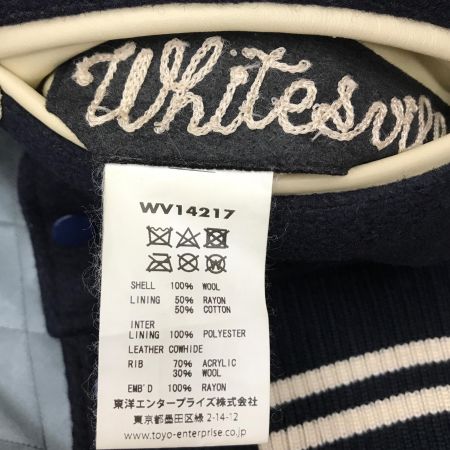 Whitesvill
WV14217
SHELL 100% WOOL
LINING 50% RAYON
50% COTTON
INTER
LINING 100% POLYESTER
LEATHER COWHIDE
RIB 70% ACRYLIC
30% WOOL
EMB'D 100% RAYON
東洋エンタープライズ株式会社
東京都墨田区緑 2-14-12
www.toyo-enterprise.co.jp